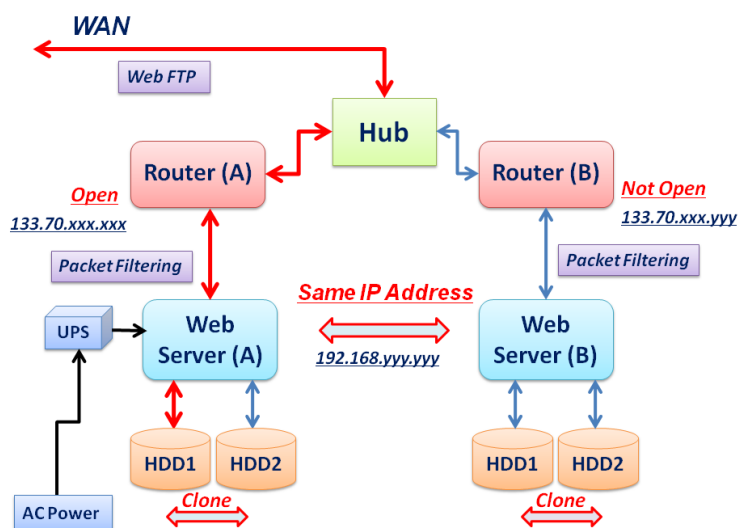 WAN
Web FTP
Hub
Router (A)
Router (B)
Open
133.70.xxx.xxx
Not Open
133.70.xxx.yyy
Packet Filtering
Packet Filtering
Same IP Address
192.168.yyy.yyy
UPS
Web
Server (A)
Web
Server (B)
HDD1
HDD2
HDD1
HDD2
Clone
Clone
AC Power